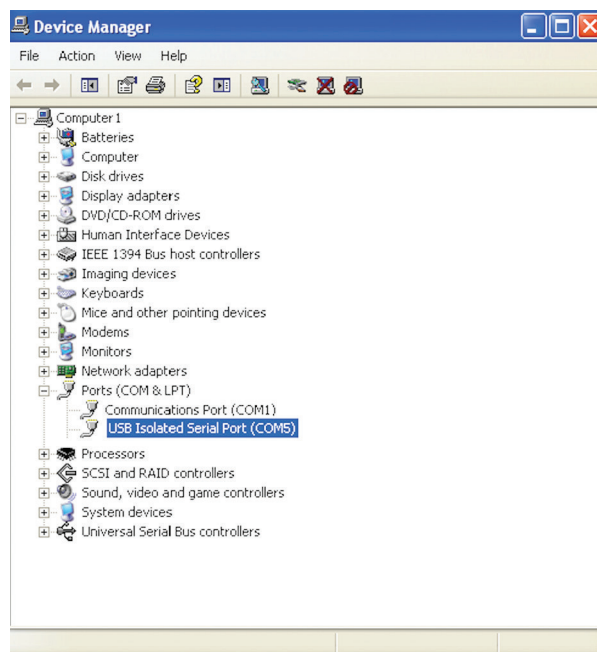 Device Manager
File Action View Help
Computer1
Batteries
Computer
Disk drives
Display adapters
DVD/CD-ROM drives
Human Interface Devices
IEEE 1394 Bus host controllers
Imaging devices
Keyboards
Mice and other pointing devices
Modems
Monitors
Network adapters
Ports (COM & LPT)
Communications Port (COM1)
USB Isolated Serial Port (COM5)
Processors
SCSI and RAID controllers
Sound, video and game controllers
System devices
Universal Serial Bus controllers